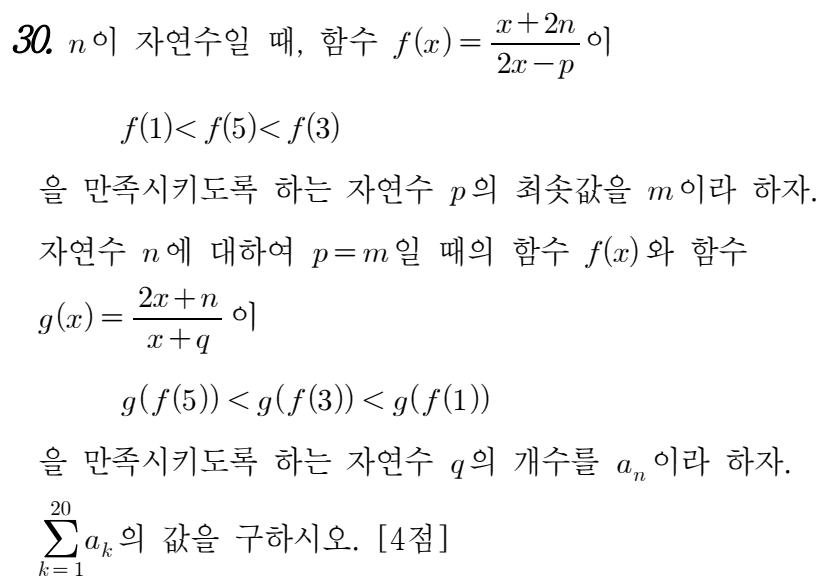 30. n이 자연수일 때, 함수 f(x) = \frac{x+2n}{2x-p} 이
f(1) < f(5) < f(3)
을 만족시키도록 하는 자연수 p의 최솟값을 m이라 하자.
자연수 n에 대하여 p=m일 때의 함수 f(x)와 함수
g(x) = \frac{2x+n}{x+q} 이
g(f(5)) < g(f(3)) < g(f(1))
을 만족시키도록 하는 자연수 q의 개수를 a_n이라 하자.
\sum_{k=1}^{20} a_k의 값을 구하시오. [4점]